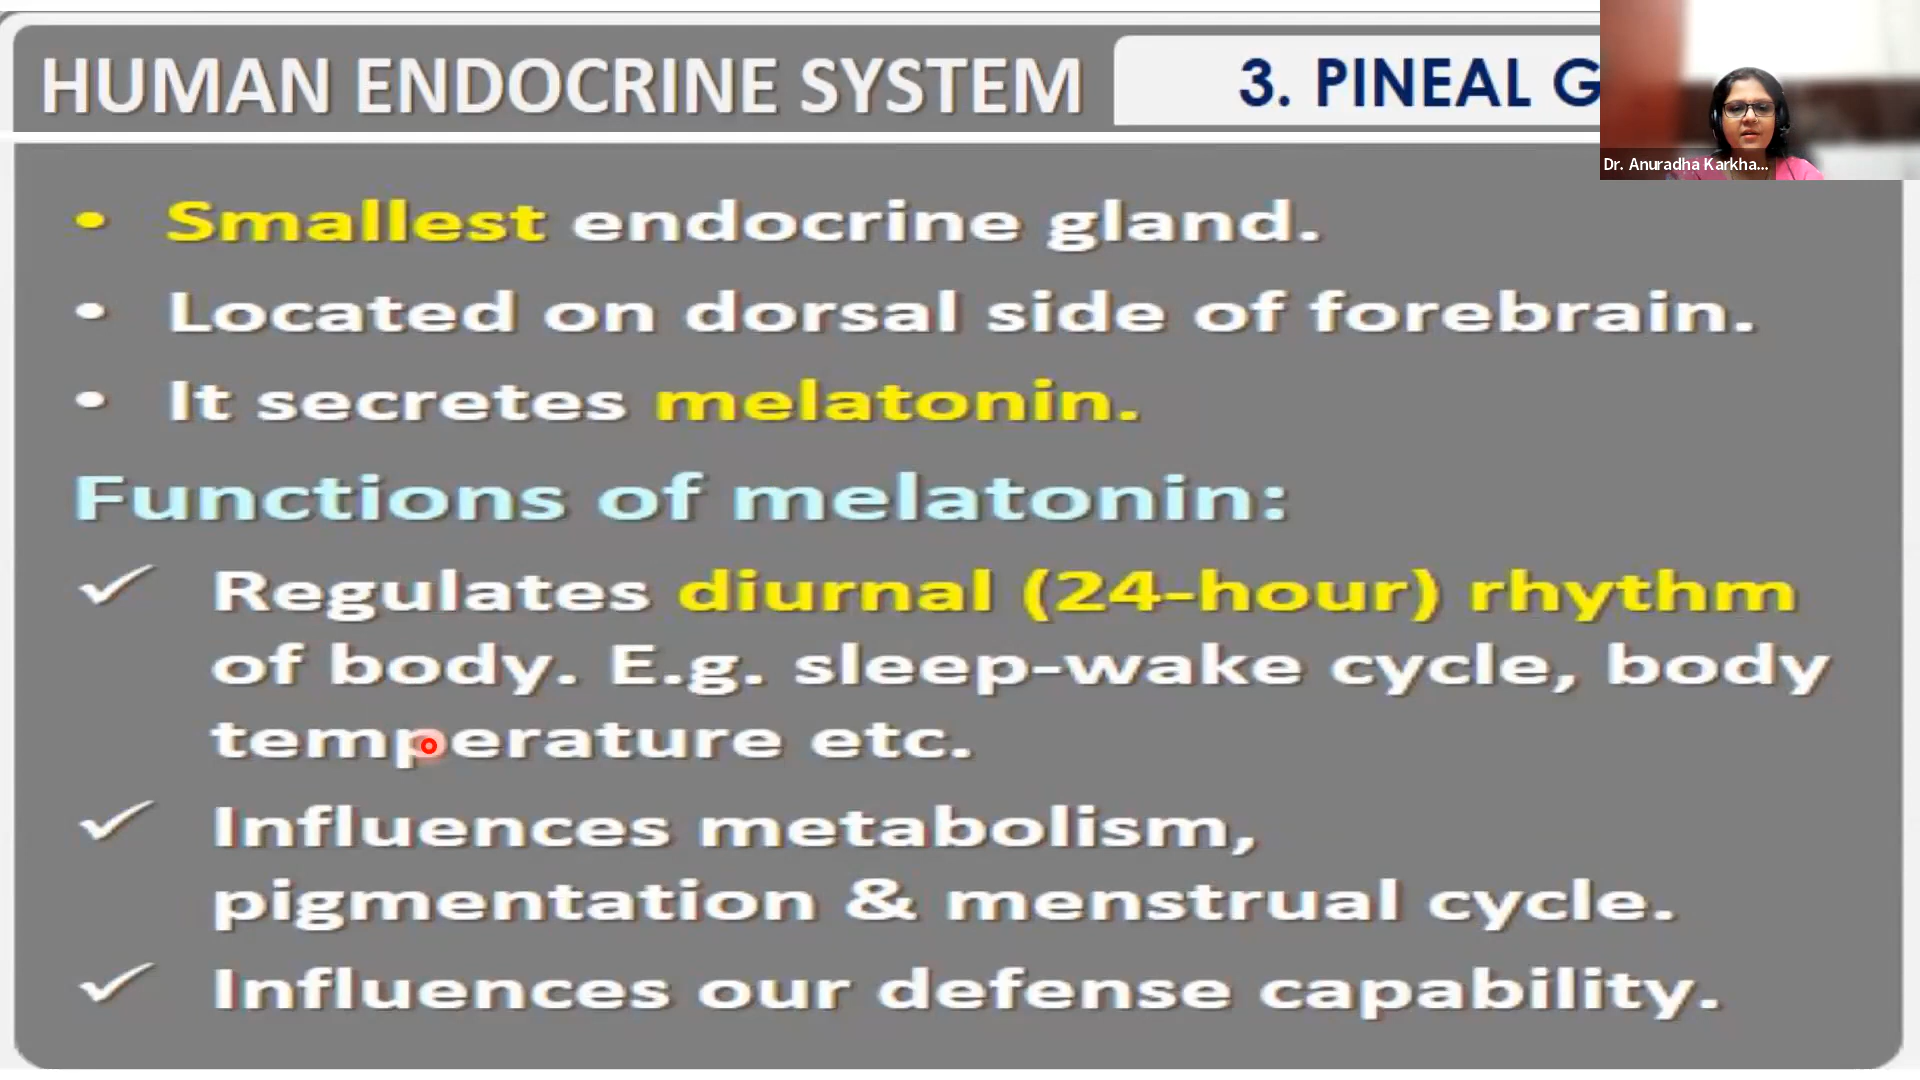 HUMAN ENDOCRINE SYSTEM
3. PINEAL G
Dr. Anuradha Karkha...
• Smallest endocrine gland.
• Located on dorsal side of forebrain.
• It secretes melatonin.
Functions of melatonin:
✓ Regulates diurnal (24-hour) rhythm
of body. E.g. sleep-wake cycle, body
temperature etc.
✓ Influences metabolism,
pigmentation & menstrual cycle.
✓ Influences our defense capability.